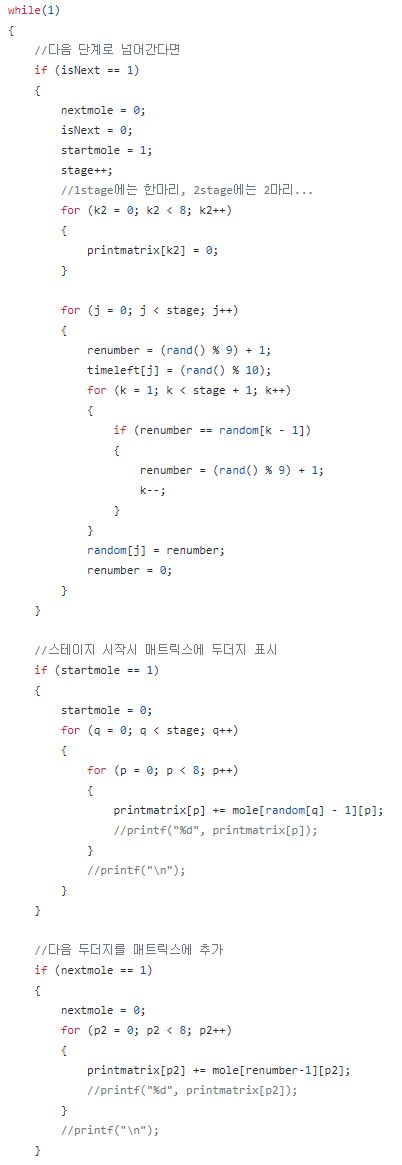 while(1)
{
    //다음 단계로 넘어간다면
    if (isNext == 1)
    {
        nextmole = 0;
        isNext = 0;
        startmole = 1;
        stage++;
        //1stage에는 한마리, 2stage에는 2마리...
        for (k2 = 0; k2 < 8; k2++)
        {
            printmatrix[k2] = 0;
        }

        for (j = 0; j < stage; j++)
        {
            renumber = (rand() % 9) + 1;
            timeleft[j] = (rand() % 10);
            for (k = 1; k < stage + 1; k++)
            {
                if (renumber == random[k - 1])
                {
                    renumber = (rand() % 9) + 1;
                    k--;
                }
            }
            random[j] = renumber;
            renumber = 0;
        }
    }

    //스테이지 시작시 매트릭스에 두더지 표시
    if (startmole == 1)
    {
        startmole = 0;
        for (q = 0; q < stage; q++)
        {
            for (p = 0; p < 8; p++)
            {
                printmatrix[p] += mole[random[q] - 1][p];
                //printf("%d", printmatrix[p]);
            }
            //printf("\n");
        }
    }

    //다음 두더지를 매트릭스에 추가
    if (nextmole == 1)
    {
        nextmole = 0;
        for (p2 = 0; p2 < 8; p2++)
        {
            printmatrix[p2] += mole[renumber-1][p2];
            //printf("%d", printmatrix[p2]);
        }
        //printf("\n");
    }